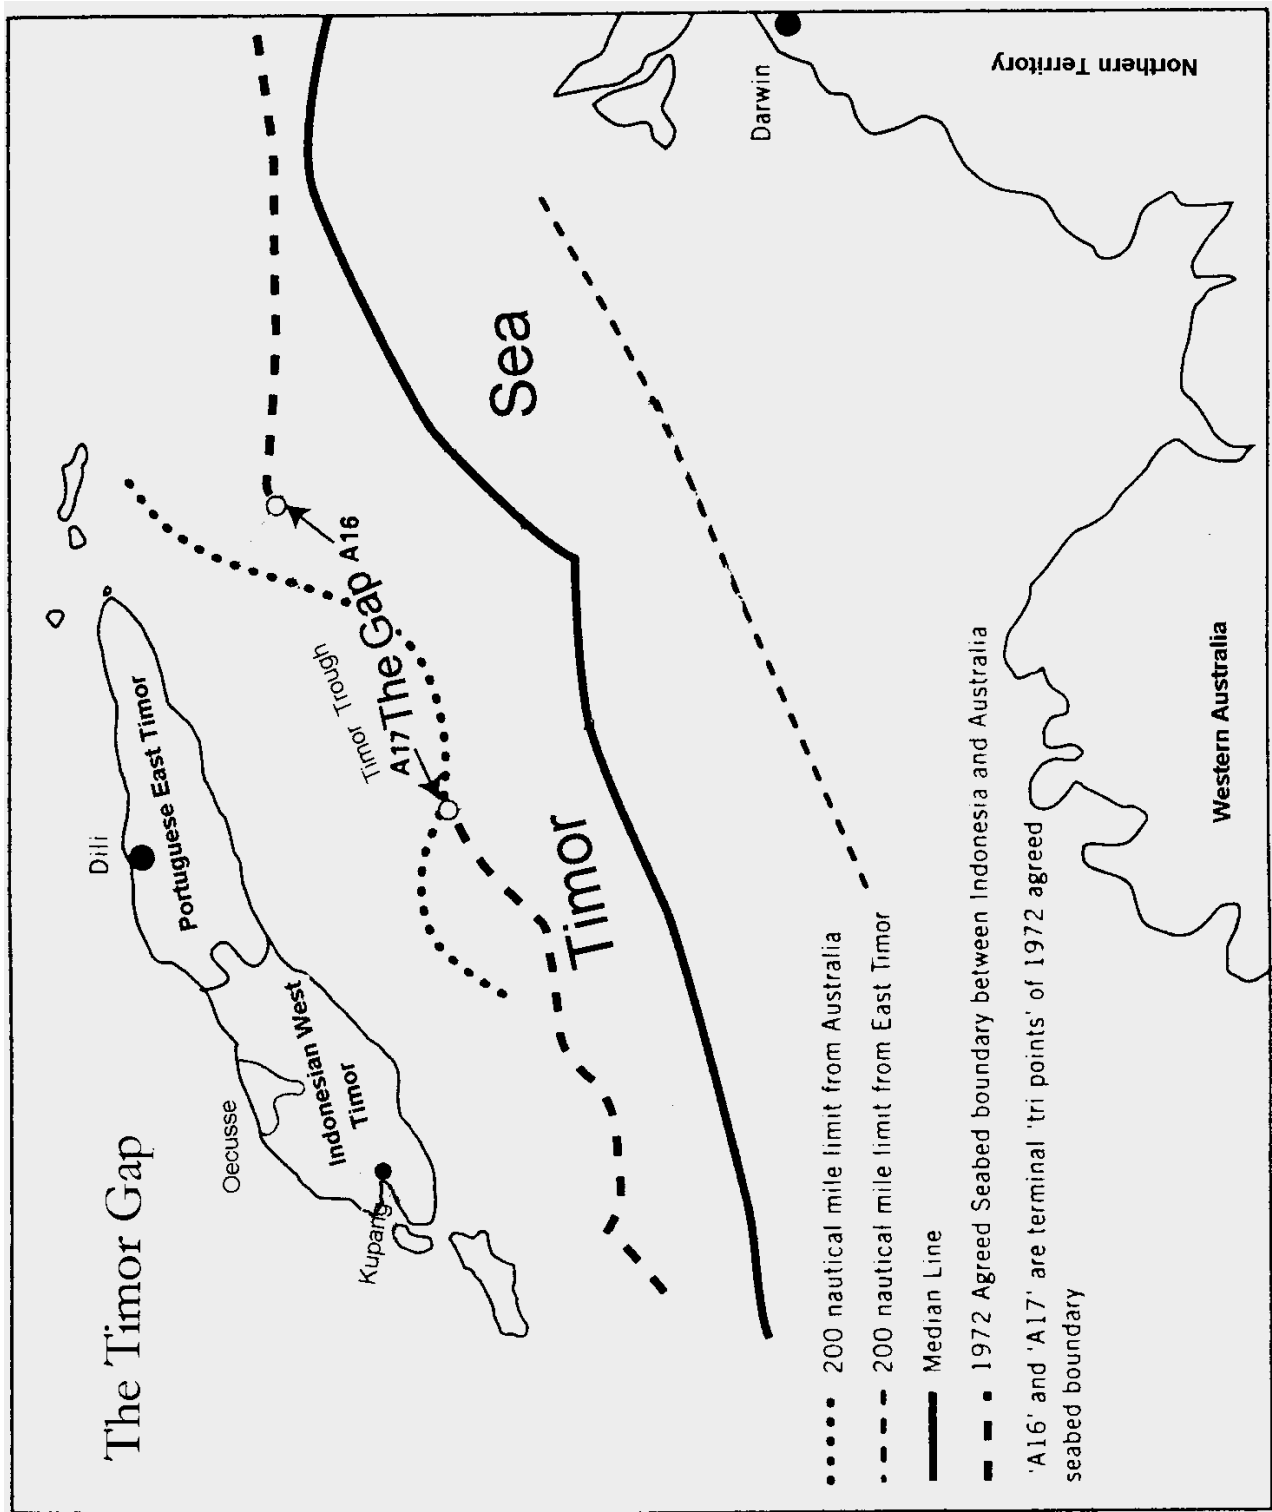 The Timor Gap
Dili
Portuguese East Timor
Oecusse
Indonesian West
Timor
Kupang
Timor Trough
A17
The Gap
A16
Timor
Sea
Darwin
Northern Territory
Western Australia
200 nautical mile limit from Australia
200 nautical mile limit from East Timor
Median Line
1972 Agreed Seabed boundary between Indonesia and Australia
'A16' and 'A17' are terminal 'tri points' of 1972 agreed
seabed boundary